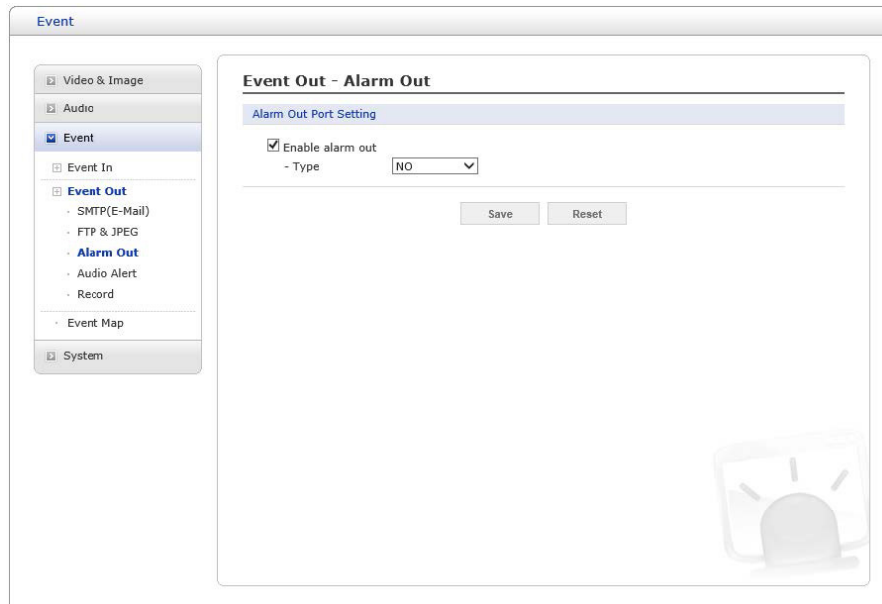 Event
Video & Image
Audio
Event
Event In
Event Out
SMTP(E-Mail)
FTP & JPEG
Alarm Out
Audio Alert
Record
Event Map
System
Event Out - Alarm Out
Alarm Out Port Setting
Enable alarm out
- Type NO
Save Reset